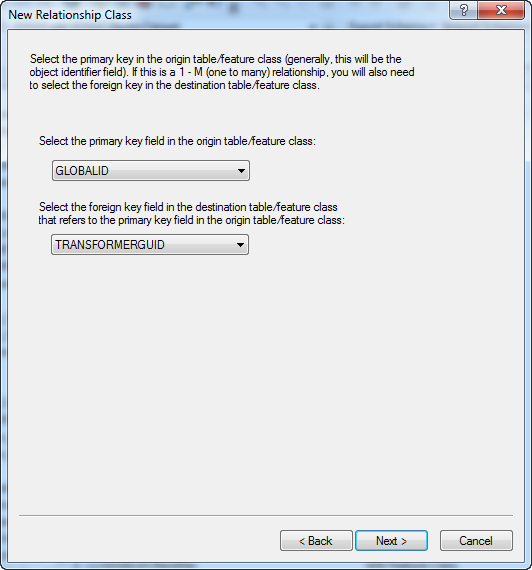 New Relationship Class
Select the primary key in the origin table/feature class (generally, this will be the
object identifier field). If this is a 1 - M (one to many) relationship, you will also need
to select the foreign key in the destination table/feature class.
Select the primary key field in the origin table/feature class:
GLOBALID
Select the foreign key field in the destination table/feature class
that refers to the primary key field in the origin table/feature class:
TRANSFORMERGUID
< Back
Next >
Cancel